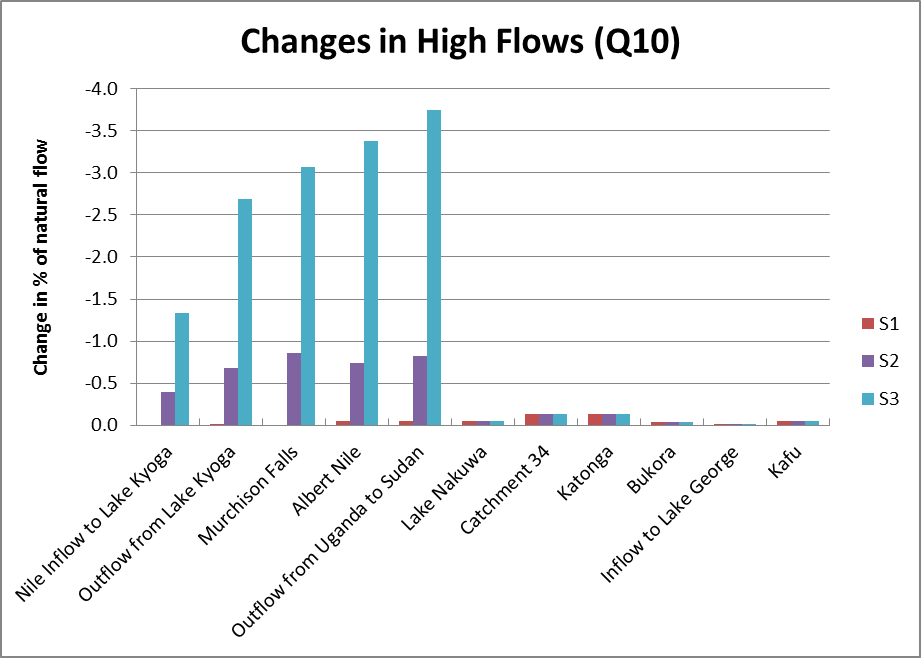 Changes in High Flows (Q10)
Change in % of natural flow
-4.0
-3.5
-3.0
-2.5
-2.0
-1.5
-1.0
-0.5
0.0
Nile Inflow to Lake Kyoga
Outflow from Lake Kyoga
Murchison Falls
Albert Nile
Outflow from Uganda to Sudan
Lake Nakuwa
Catchment 34
Katonga
Bukora
Inflow to Lake George
Kafu
S1
S2
S3